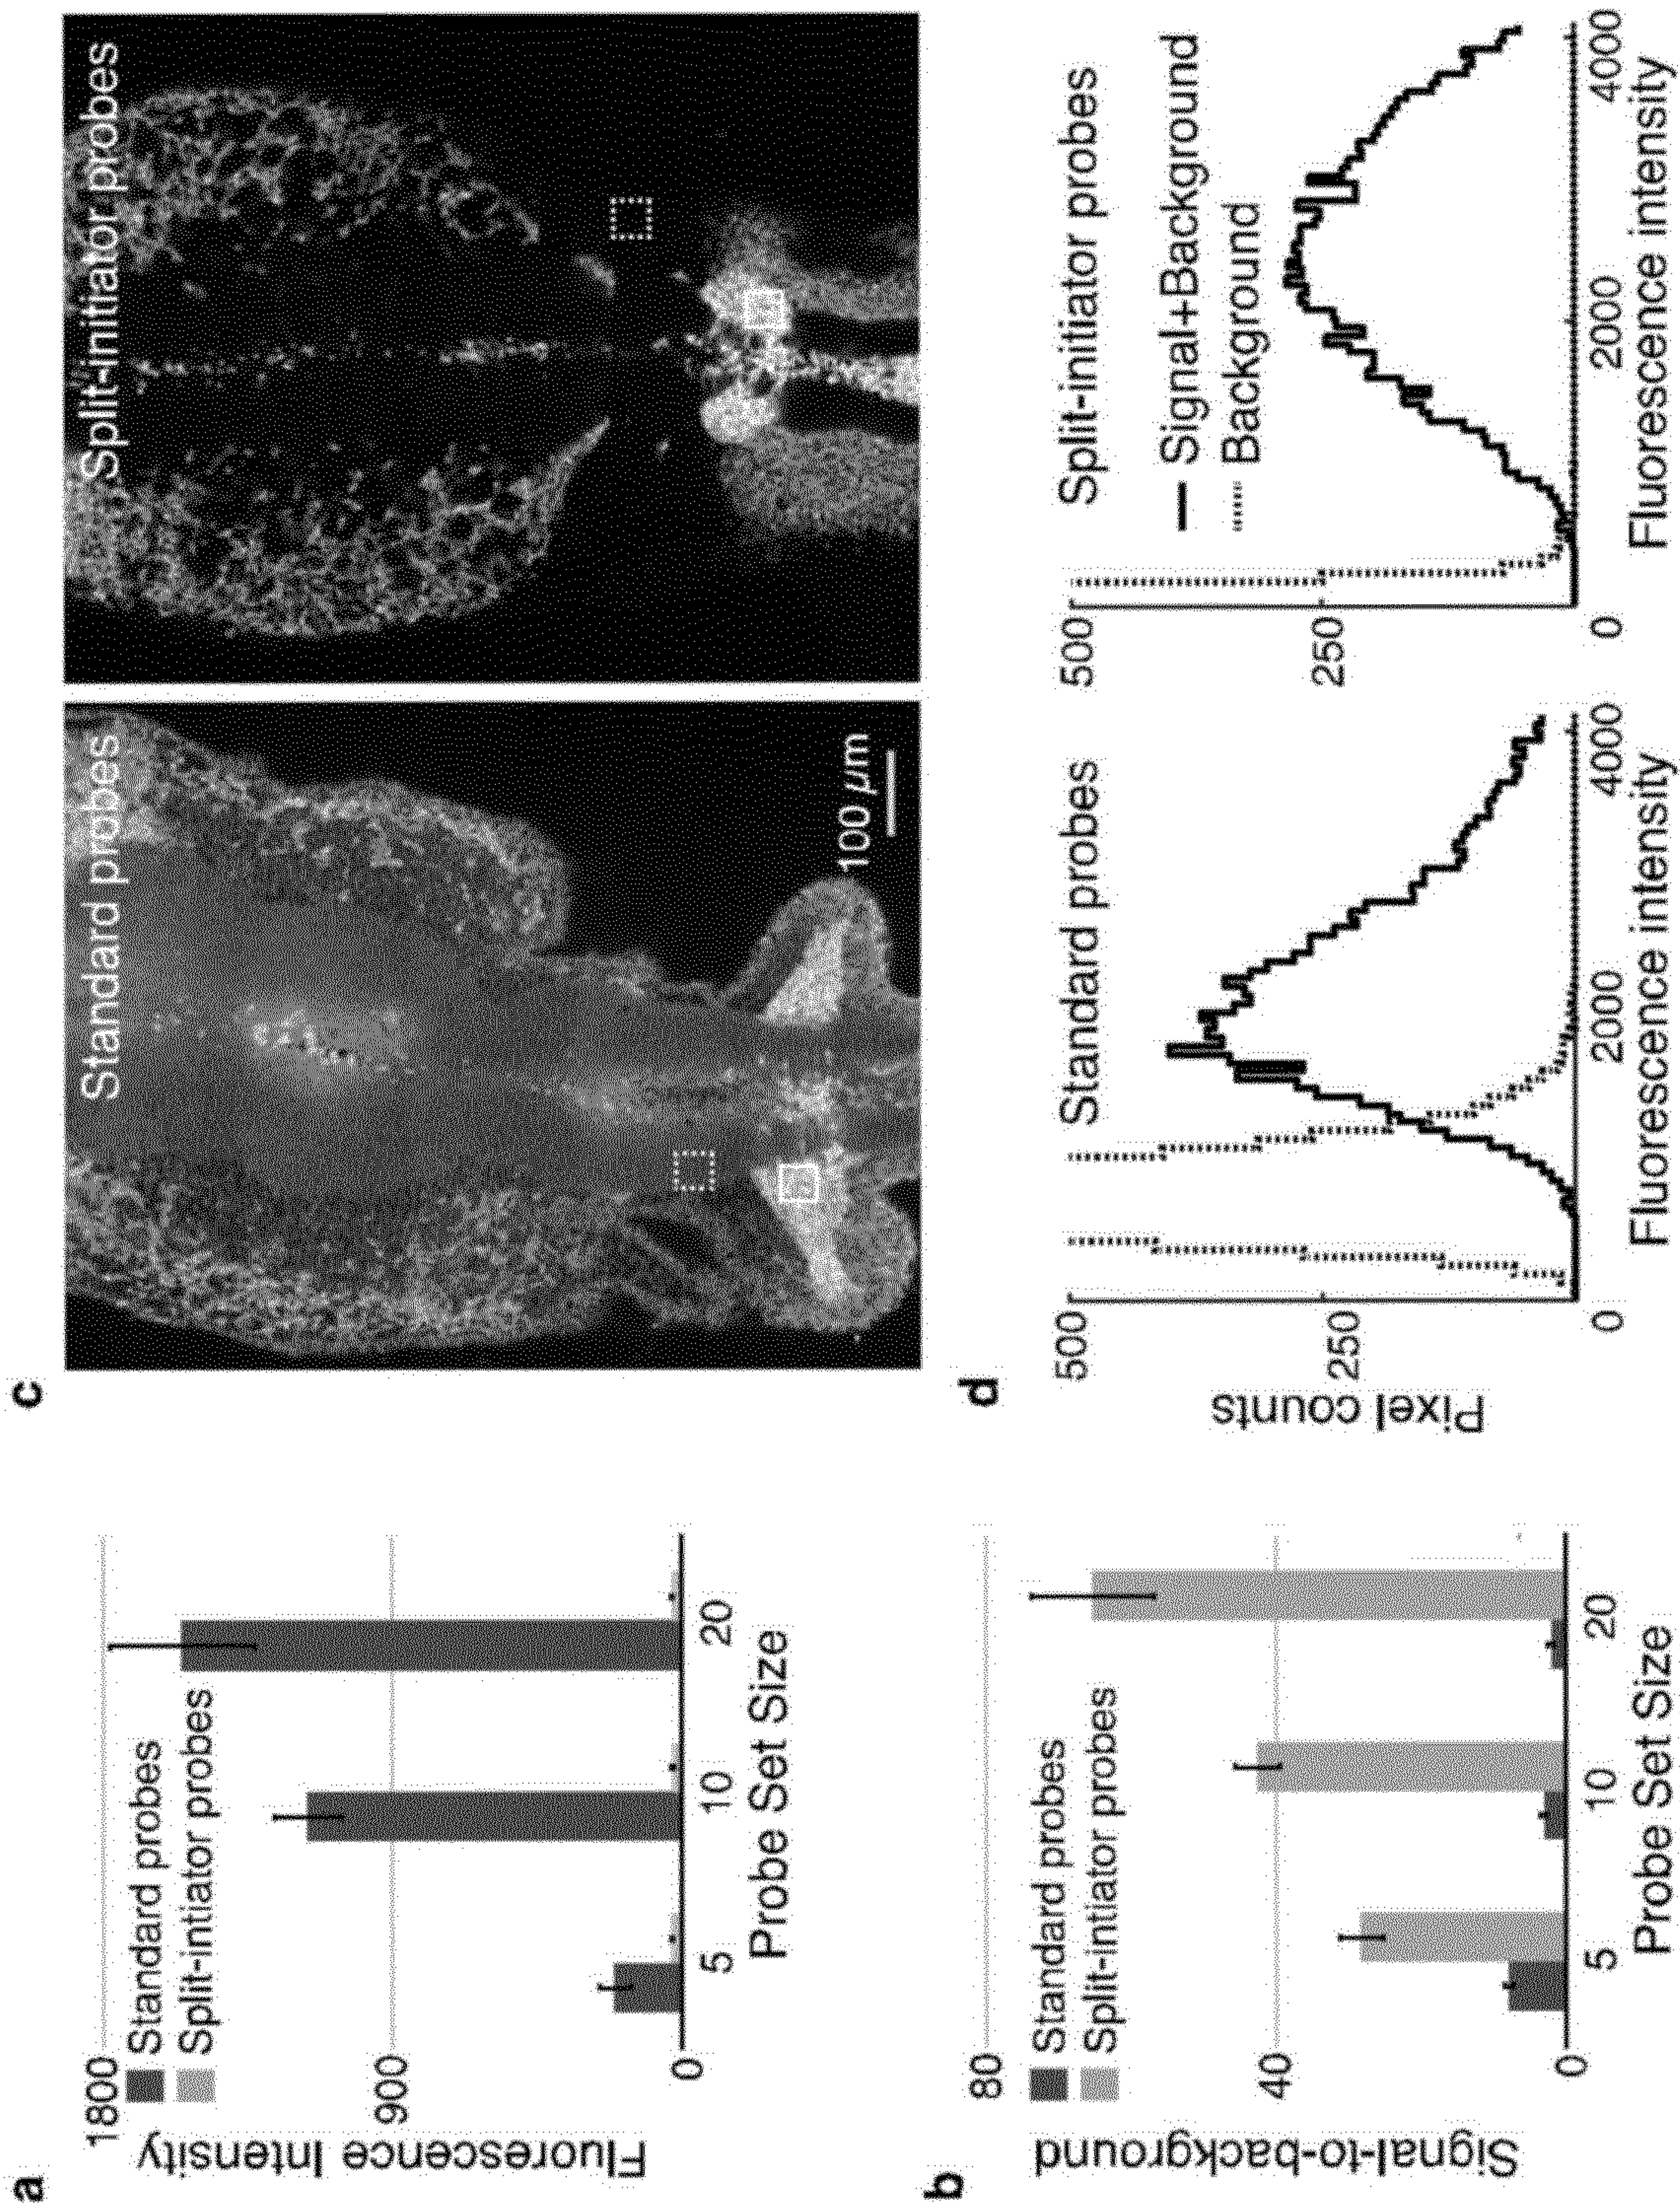 a
1800
900
0
Fluorescence Intensity
Standard probes
Split-intiator probes
5
10
20
Probe Set Size
b
80
40
0
Signal-to-background
Standard probes
Split-intiator probes
5
10
20
Probe Set Size
c
Standard probes
100 µm
Split-initiator probes
d
Pixel counts
500
250
0
Standard probes
2000
4000
Fluorescence intensity
500
250
0
Split-initiator probes
Signal+Background
Background
2000
4000
Fluorescence intensity